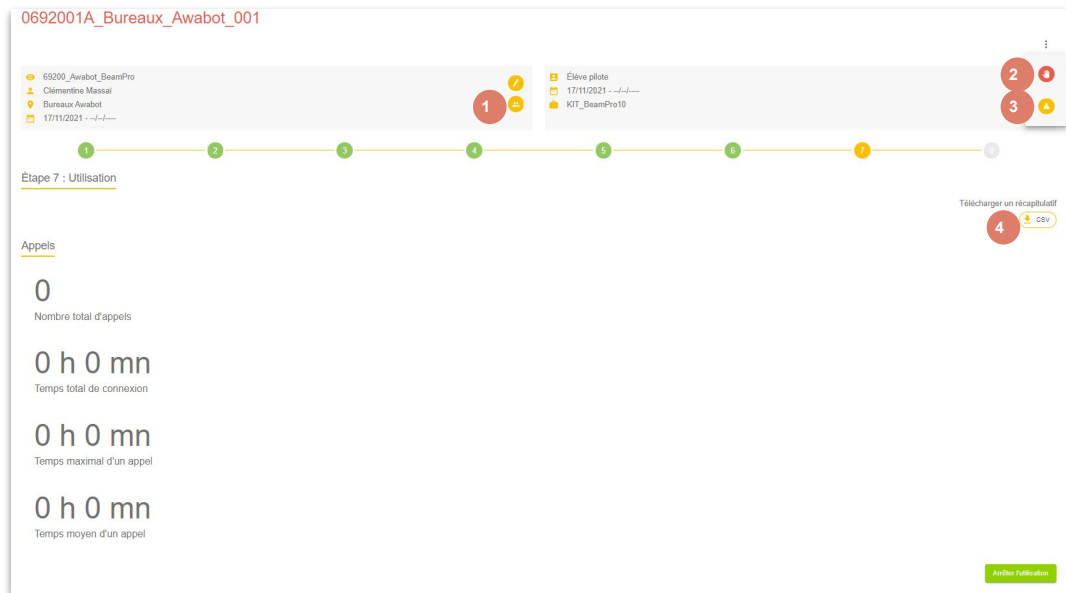 0692001A_Bureaux_Awabot_001
69200_Awabot_BeamPro
Clémentine Massai
Bureaux Awabot
17/11/2021 - --/--/----
1
Élève pilote
17/11/2021 - --/--/----
KIT_BeamPro10
2
3
1
2
3
4
5
6
7
8
Étape 7 : Utilisation
Télécharger un récapitulatif
4
CSV
Appels
0
Nombre total d'appels
0 h 0 mn
Temps total de connexion
0 h 0 mn
Temps maximal d'un appel
0 h 0 mn
Temps moyen d'un appel
Arrêter l'utilisation